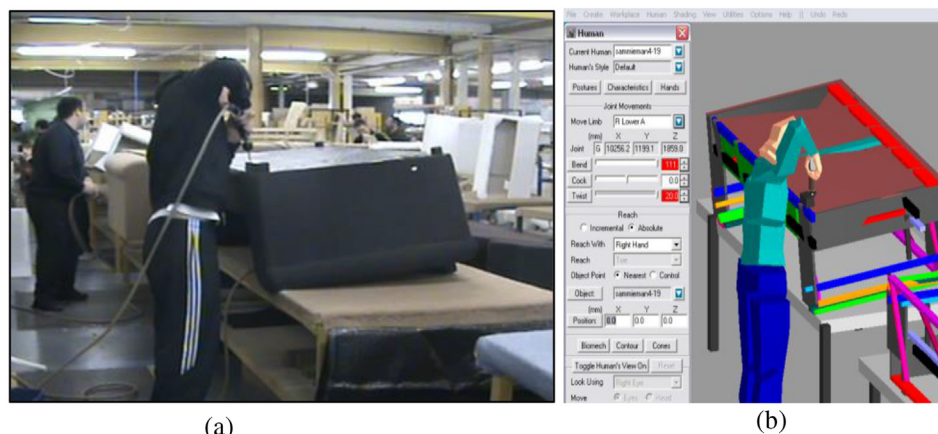 File Create Workplace Human Shading View Utilities Options Help || Undo Redo
Human
Current Human sammieman4-19
Human's Style Default
Postures Characteristics Hands
Joint Movements
Move Limb R Lower A
(mm) X Y Z
Joint G 10256.2 1199.1 1859.0
Bend 111.
Cock 0.0
Twist 20.0
Reach
Incremental Absolute
Reach With Right Hand
Reach
Object Point Nearest Control
Object: sammieman4-19
(mm) X Y Z
Position: 0.0 0.0 0.0
Biomech Contour Cones
Toggle Human's View On Reset
Look Using Right Eye
Move Eyes Head
(a)
(b)